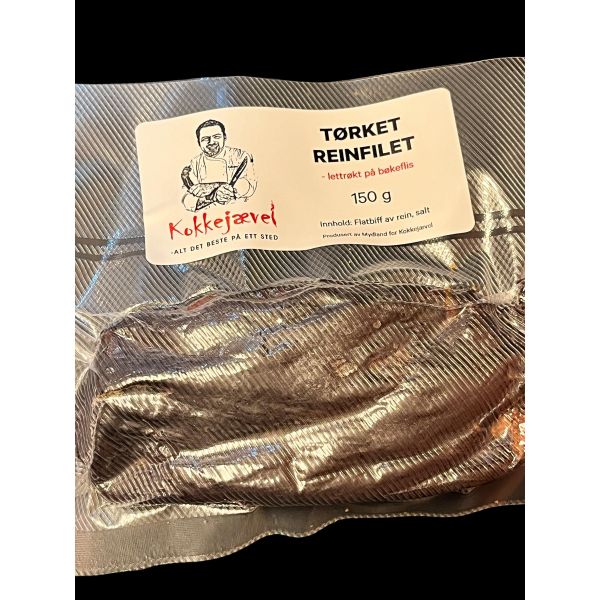 TØRKET
REINFILET
- lettrøkt på bøkeflis
150 g
Innhold: Flatbiff av rein, salt
Produsert av Mydland for Kokkejævel
Kokkejævel
-ALT DET BESTE PÅ ETT STED